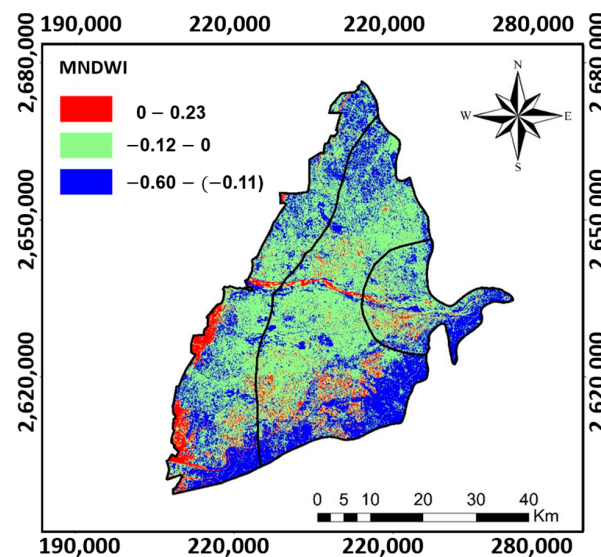 190,000 220,000 220,000 280,000
2,680,000 2,680,000
MNDWI
0 – 0.23
−0.12 – 0
−0.60 – (−0.11)
N
W E
S
2,650,000 2,650,000
2,620,000 2,620,000
0 5 10 20 30 40
Km
190,000 220,000 220,000 280,000